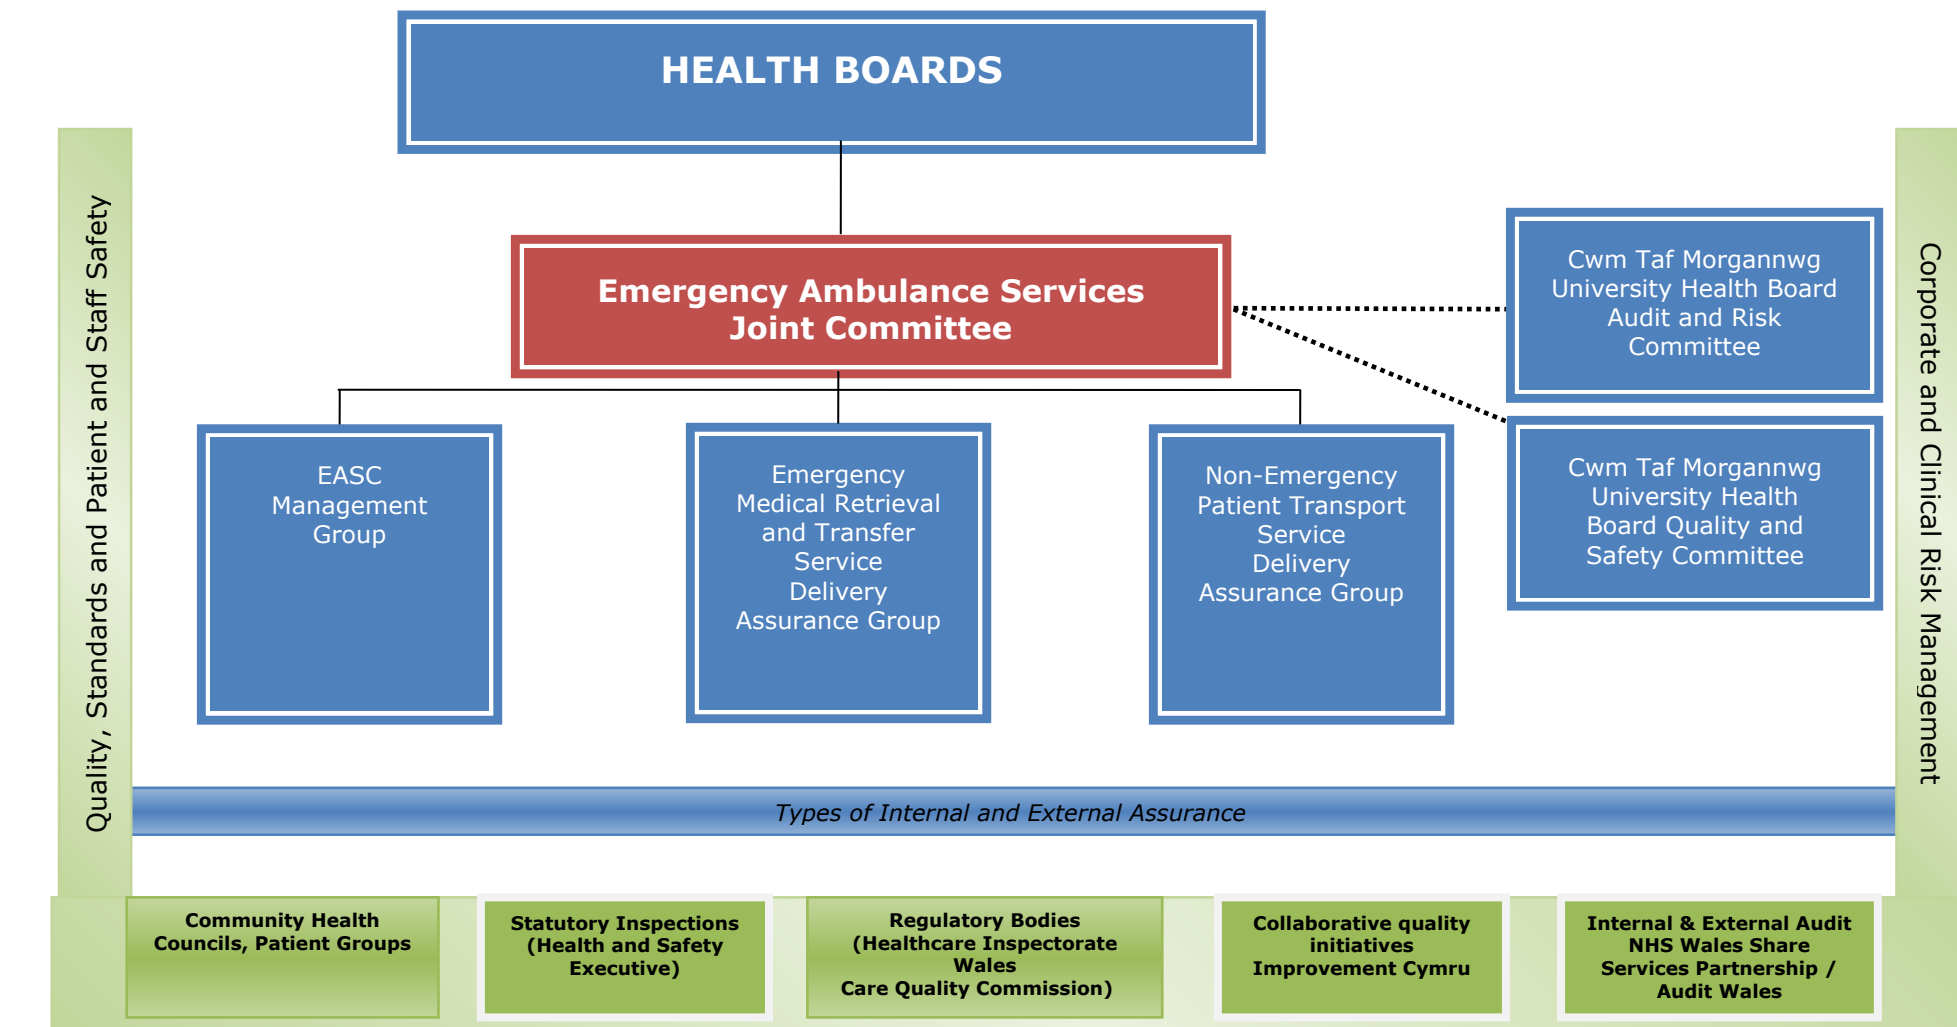 HEALTH BOARDS
Quality, Standards and Patient and Staff Safety
Emergency Ambulance Services
Joint Committee
Cwm Taf Morgannwg
University Health Board
Audit and Risk
Committee
Corporate and Clinical Risk Management
EASC
Management
Group
Emergency
Medical Retrieval
and Transfer
Service
Delivery
Assurance Group
Non-Emergency
Patient Transport
Service
Delivery
Assurance Group
Cwm Taf Morgannwg
University Health
Board Quality and
Safety Committee
Types of Internal and External Assurance
Community Health
Councils, Patient Groups
Statutory Inspections
(Health and Safety
Executive)
Regulatory Bodies
(Healthcare Inspectorate
Wales
Care Quality Commission)
Collaborative quality
initiatives
Improvement Cymru
Internal & External Audit
NHS Wales Share
Services Partnership /
Audit Wales